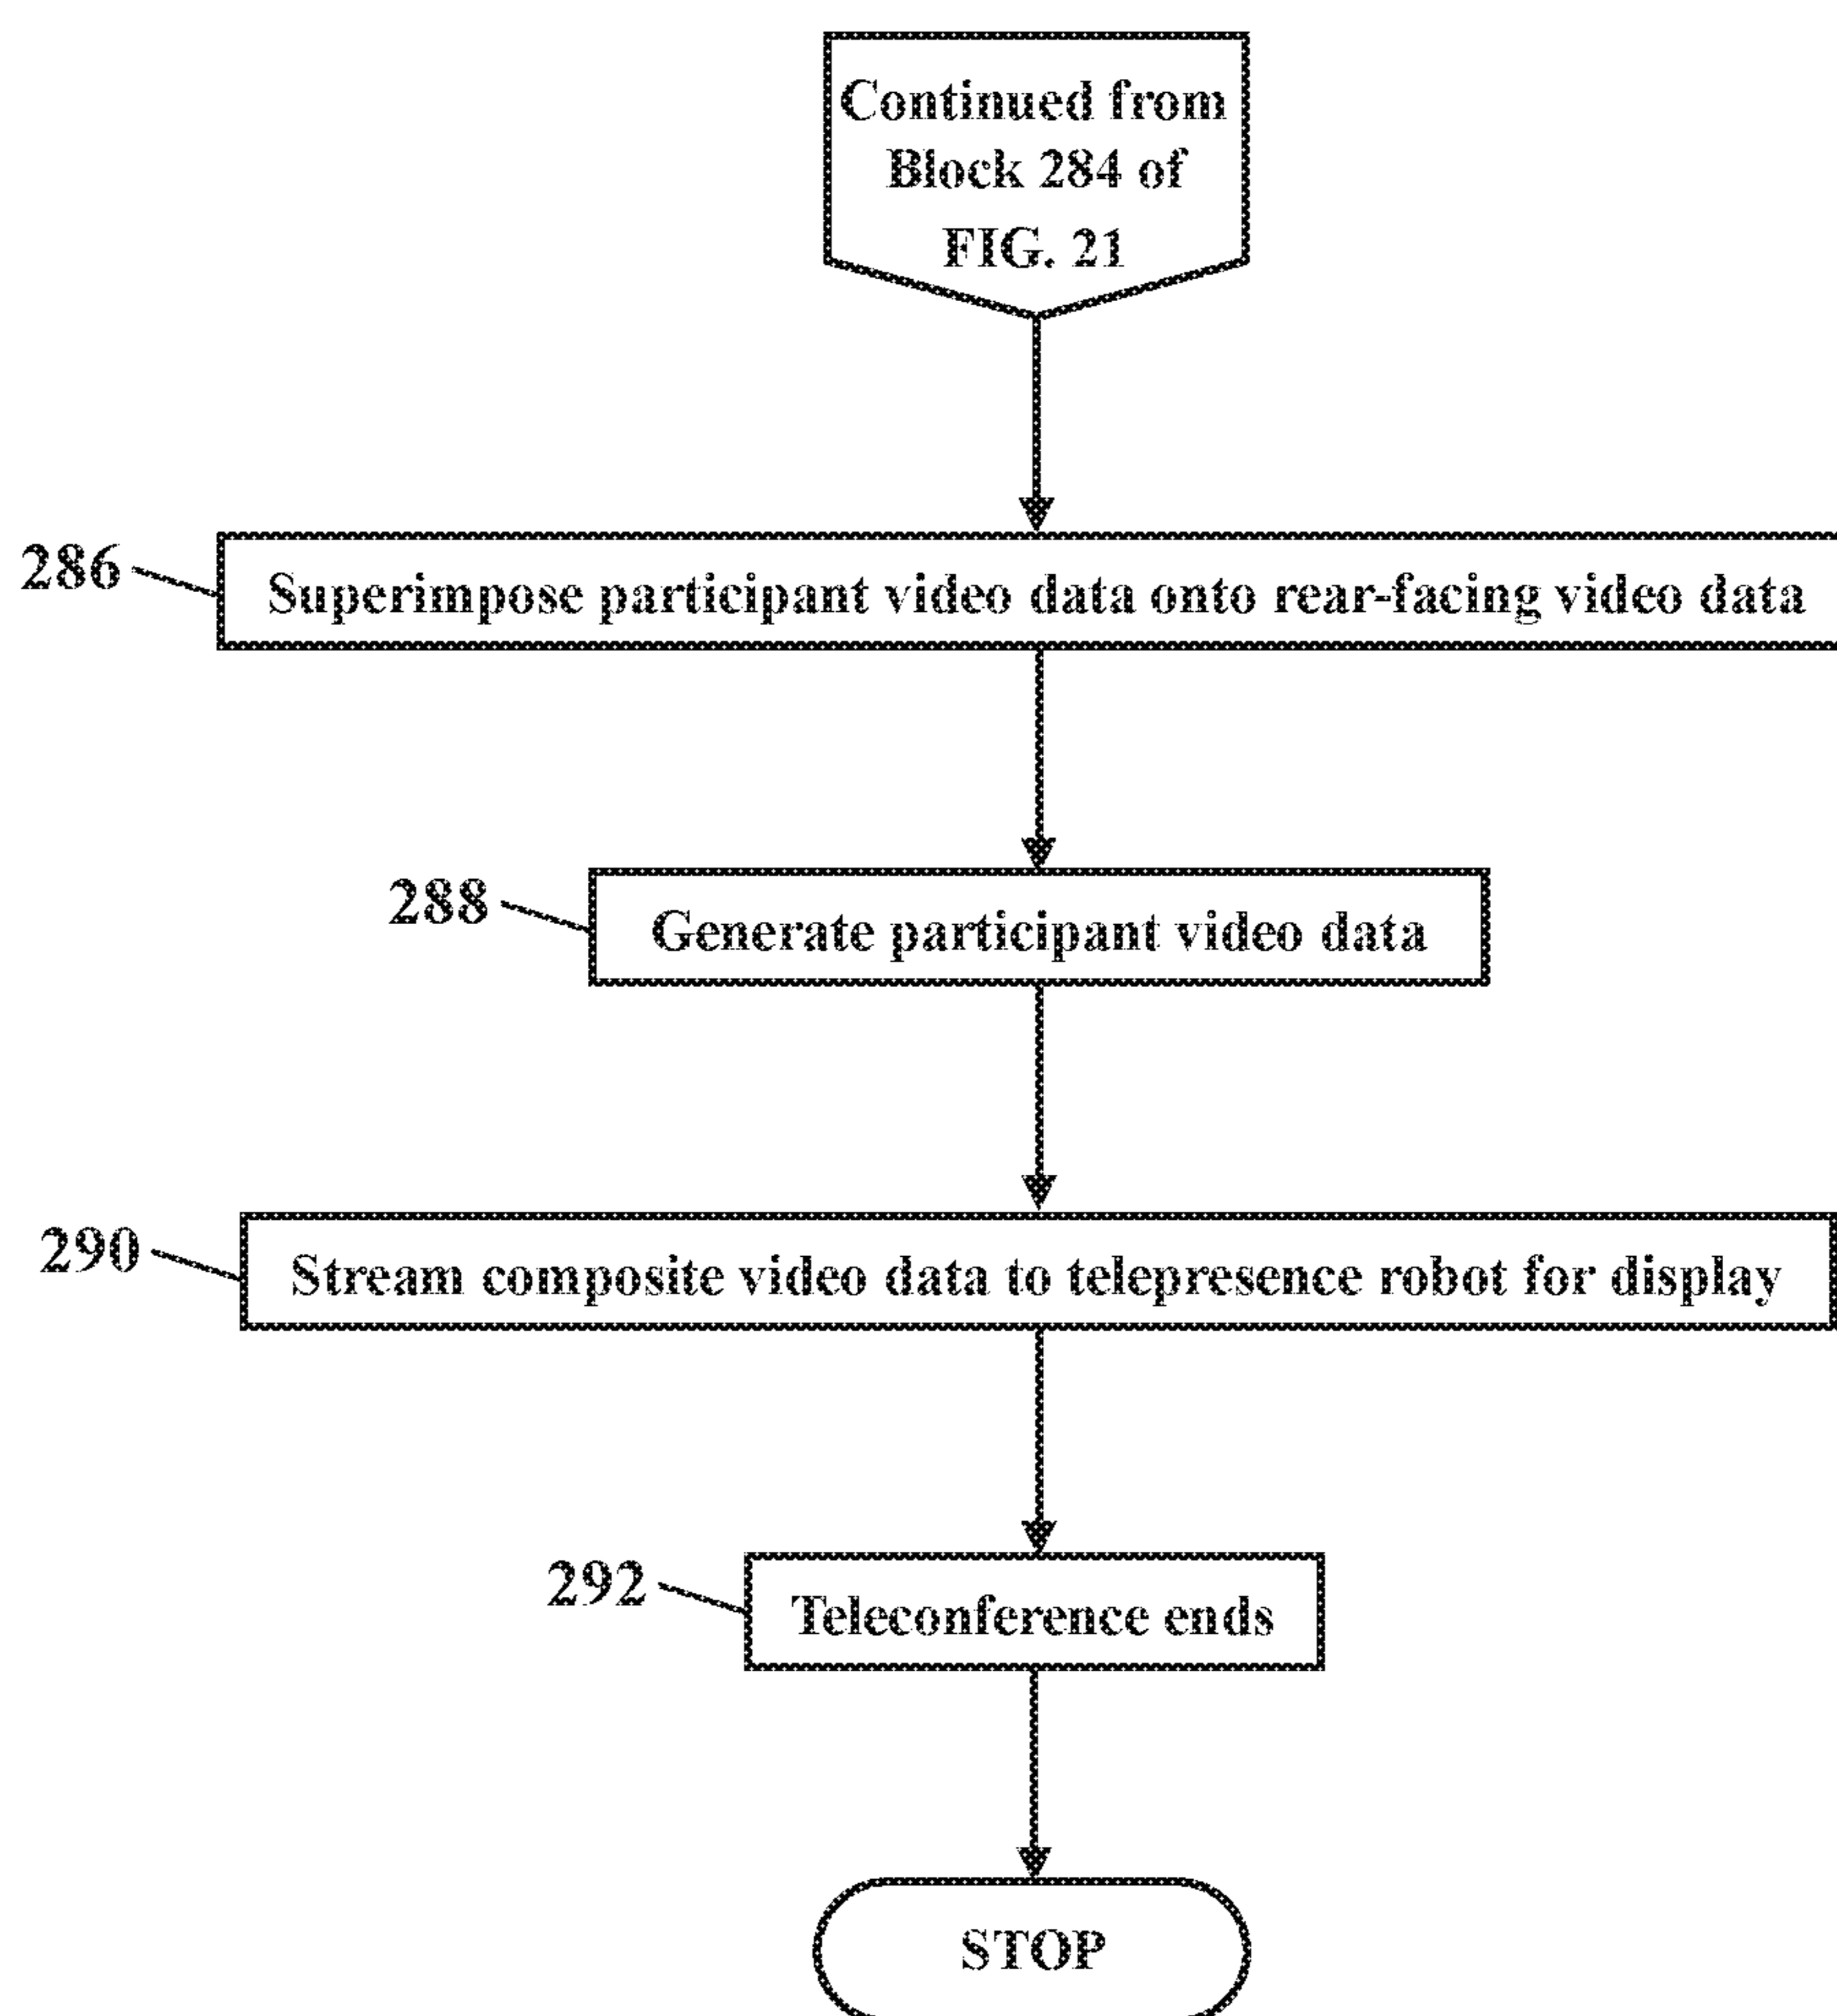 Continued from
Block 284 of
FIG. 21
286
Superimpose participant video data onto rear-facing video data
288
Generate participant video data
290
Stream composite video data to telepresence robot for display
292
Teleconference ends
STOP